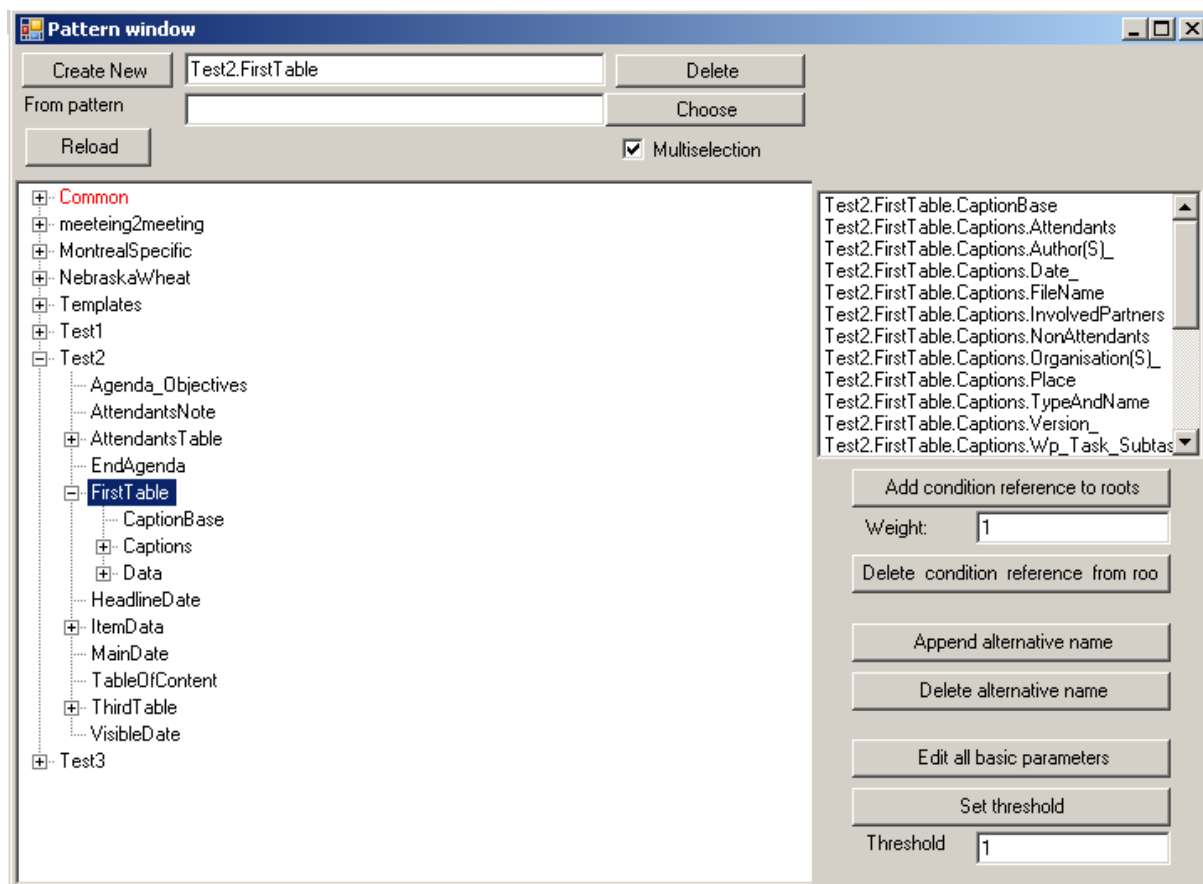 Pattern window
Create New
Test2.FirstTable
Delete
From pattern
Choose
Reload
Multiselection
Common
meeteing2meeting
MontrealSpecific
NebraskaWheat
Templates
Test1
Test2
Agenda_Objectives
AttendantsNote
AttendantsTable
EndAgenda
FirstTable
CaptionBase
Captions
Data
HeadlineDate
ItemData
MainDate
TableOfContent
ThirdTable
VisibleDate
Test3
Test2.FirstTable.CaptionBase
Test2.FirstTable.Captions.Attendants
Test2.FirstTable.Captions.Author(S)_
Test2.FirstTable.Captions.Date_
Test2.FirstTable.Captions.FileName
Test2.FirstTable.Captions.InvolvedPartners
Test2.FirstTable.Captions.NonAttendants
Test2.FirstTable.Captions.Organisation(S)_
Test2.FirstTable.Captions.Place
Test2.FirstTable.Captions.TypeAndName
Test2.FirstTable.Captions.Version_
Test2.FirstTable.Captions.Wp_Task_Subtas
Add condition reference to roots
Weight: 1
Delete condition reference from roo
Append alternative name
Delete alternative name
Edit all basic parameters
Set threshold
Threshold 1